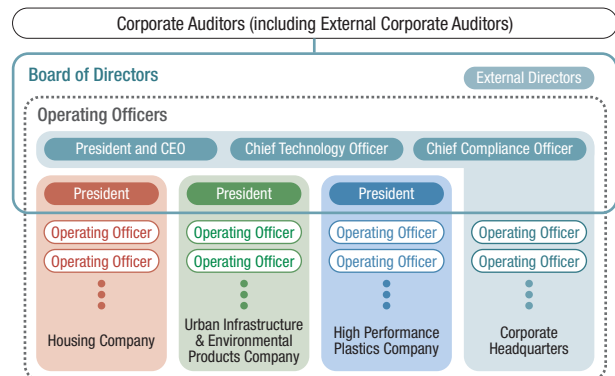 Corporate Auditors (including External Corporate Auditors)
Board of Directors
External Directors
Operating Officers
President and CEO
Chief Technology Officer
Chief Compliance Officer
President
President
President
Operating Officer
Operating Officer
Operating Officer
Operating Officer
Operating Officer
Operating Officer
Operating Officer
Operating Officer
Housing Company
Urban Infrastructure
& Environmental
Products Company
High Performance
Plastics Company
Corporate
Headquarters